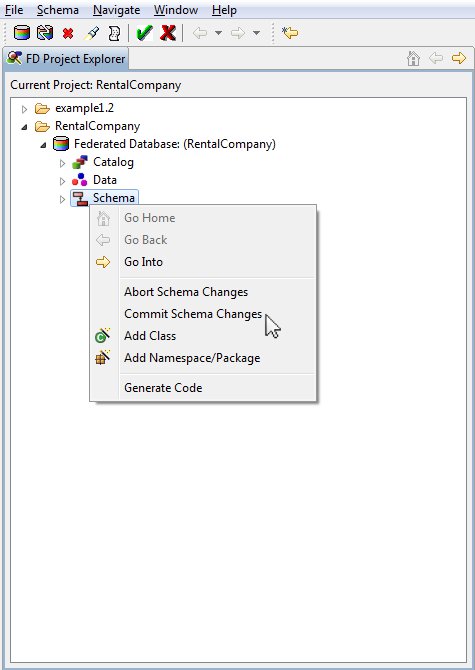 File Schema Navigate Window Help
FD Project Explorer
Current Project: RentalCompany
example1.2
RentalCompany
Federated Database: (RentalCompany)
Catalog
Data
Schema
Go Home
Go Back
Go Into
Abort Schema Changes
Commit Schema Changes
Add Class
Add Namespace/Package
Generate Code